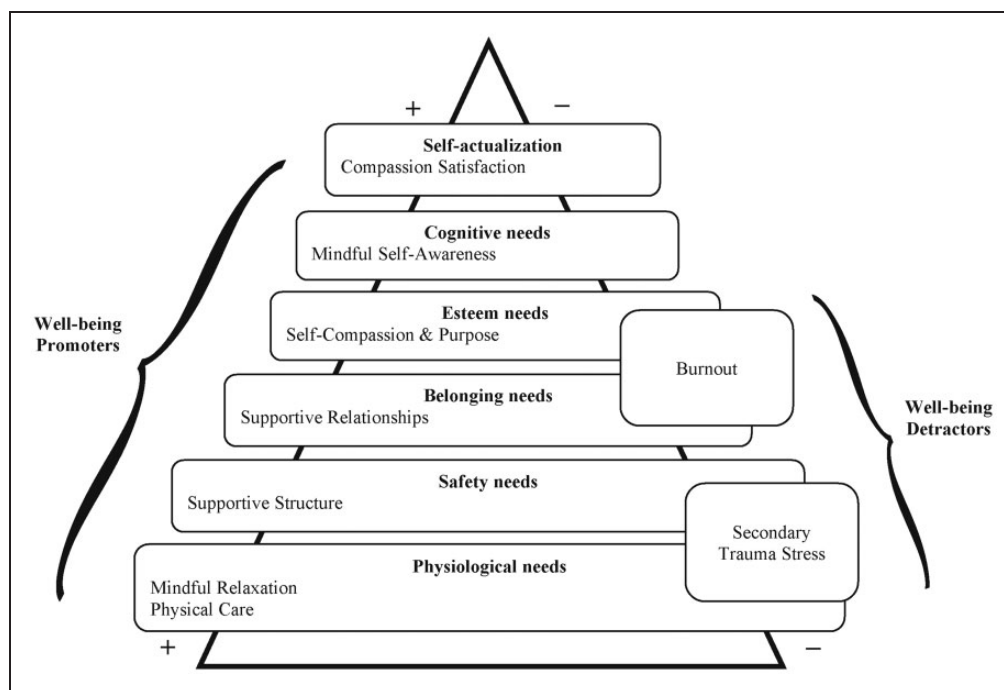 + −
Self-actualization
Compassion Satisfaction
Cognitive needs
Mindful Self-Awareness
Well-being
Promoters
Esteem needs
Self-Compassion & Purpose
Burnout
Belonging needs
Supportive Relationships
Well-being
Detractors
Safety needs
Supportive Structure
Secondary
Trauma Stress
Physiological needs
Mindful Relaxation
Physical Care
+ −